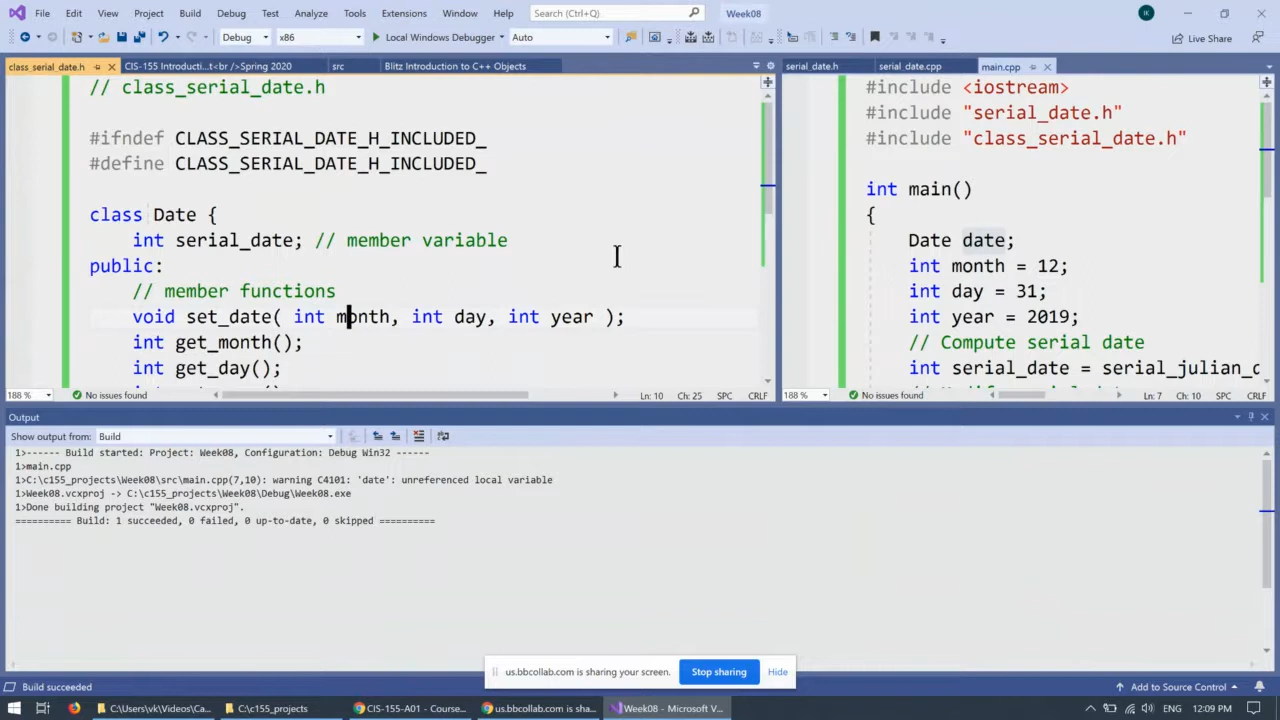 File Edit View Project Build Debug Test Analyze Tools Extensions Window Help Search (Ctrl+Q) Week08 IK
Debug x86 Local Windows Debugger Auto Live Share
class_serial_date.h CIS-155 Introducti...t<br />Spring 2020 src Blitz Introduction to C++ Objects
// class_serial_date.h
#ifndef CLASS_SERIAL_DATE_H_INCLUDED_
#define CLASS_SERIAL_DATE_H_INCLUDED_
class Date {
int serial_date; // member variable
public:
// member functions
void set_date( int month, int day, int year );
int get_month();
int get_day();
188 % No issues found Ln: 10 Ch: 25 SPC CRLF
serial_date.h serial_date.cpp main.cpp
#include <iostream>
#include "serial_date.h"
#include "class_serial_date.h"
int main()
{
Date date;
int month = 12;
int day = 31;
int year = 2019;
// Compute serial date
int serial_date = serial_julian_d
188 % No issues found Ln: 7 Ch: 10 SPC CRLF
Output
Show output from: Build
1>------ Build started: Project: Week08, Configuration: Debug Win32 ------
1>main.cpp
1>C:\c155_projects\Week08\src\main.cpp(7,10): warning C4101: 'date': unreferenced local variable
1>Week08.vcxproj -> C:\c155_projects\Week08\Debug\Week08.exe
1>Done building project "Week08.vcxproj".
========== Build: 1 succeeded, 0 failed, 0 up-to-date, 0 skipped ==========
us.bbcollab.com is sharing your screen. Stop sharing Hide
Build succeeded Add to Source Control
C:\Users\vk\Videos\Ca... C:\c155_projects CIS-155-A01 – Course... us.bbcollab.com is sha... Week08 - Microsoft V... ENG 12:09 PM